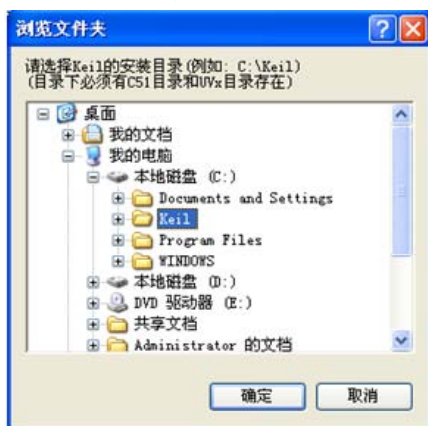 浏览文件夹
请选择Keil的安装目录(例如: C:\Keil)
(目录下必须有C51目录和UVx目录存在)
桌面
我的文档
我的电脑
本地磁盘 (C:)
Documents and Settings
Keil
Program Files
WINDOWS
本地磁盘 (D:)
DVD 驱动器 (E:)
共享文档
Administrator 的文档
确定 取消